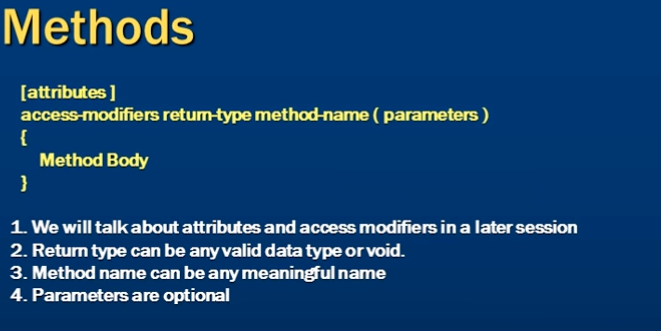 Methods
[attributes ]
access-modifiers return-type method-name ( parameters )
{
Method Body
}
1. We will talk about attributes and access modifiers in a later session
2. Return type can be any valid data type or void.
3. Method name can be any meaningful name
4. Parameters are optional